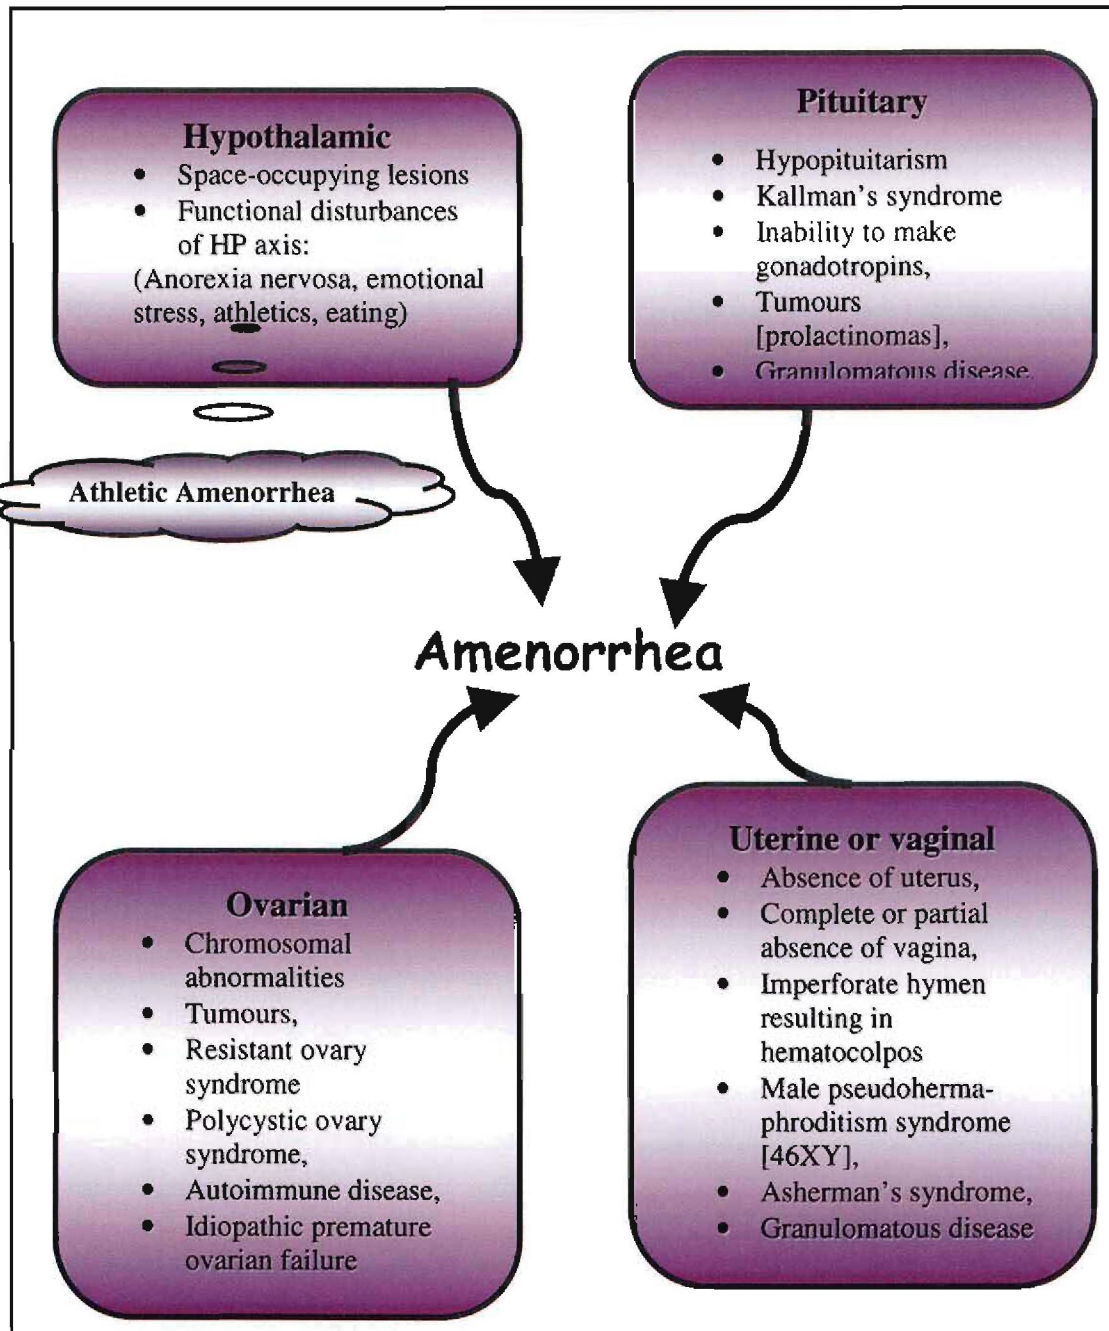 Hypothalamic
• Space-occupying lesions
• Functional disturbances
of HP axis:
(Anorexia nervosa, emotional
stress, athletics, eating)
Athletic Amenorrhea
Pituitary
• Hypopituitarism
• Kallman's syndrome
• Inability to make
gonadotropins,
• Tumours
[prolactinomas],
• Granulomatous disease.
Amenorrhea
Ovarian
• Chromosomal
abnormalities
• Tumours,
• Resistant ovary
syndrome
• Polycystic ovary
syndrome,
• Autoimmune disease,
• Idiopathic premature
ovarian failure
Uterine or vaginal
• Absence of uterus,
• Complete or partial
absence of vagina,
• Imperforate hymen
resulting in
hematocolpos
• Male pseudoherma-
phroditism syndrome
[46XY],
• Asherman's syndrome,
• Granulomatous disease